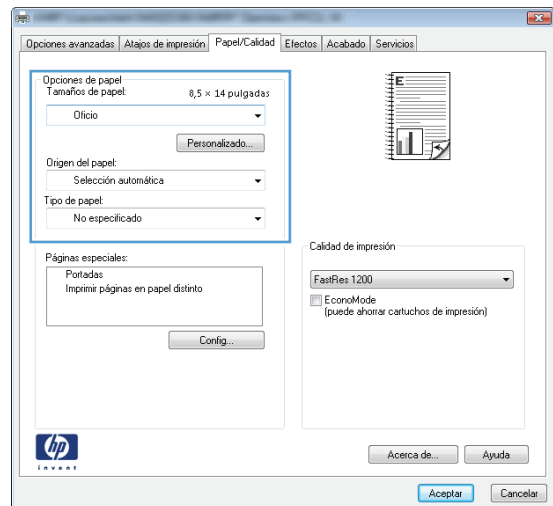 Opciones avanzadas Atajos de impresión Papel/Calidad Efectos Acabado Servicios
Opciones de papel
Tamaños de papel: 8,5 × 14 pulgadas
Oficio
Personalizado...
Origen del papel:
Selección automática
Tipo de papel:
No especificado
Páginas especiales:
Portadas
Imprimir páginas en papel distinto
Config...
E
Calidad de impresión
FastRes 1200
EconoMode
(puede ahorrar cartuchos de impresión)
hp
invent
Acerca de... Ayuda
Aceptar Cancelar